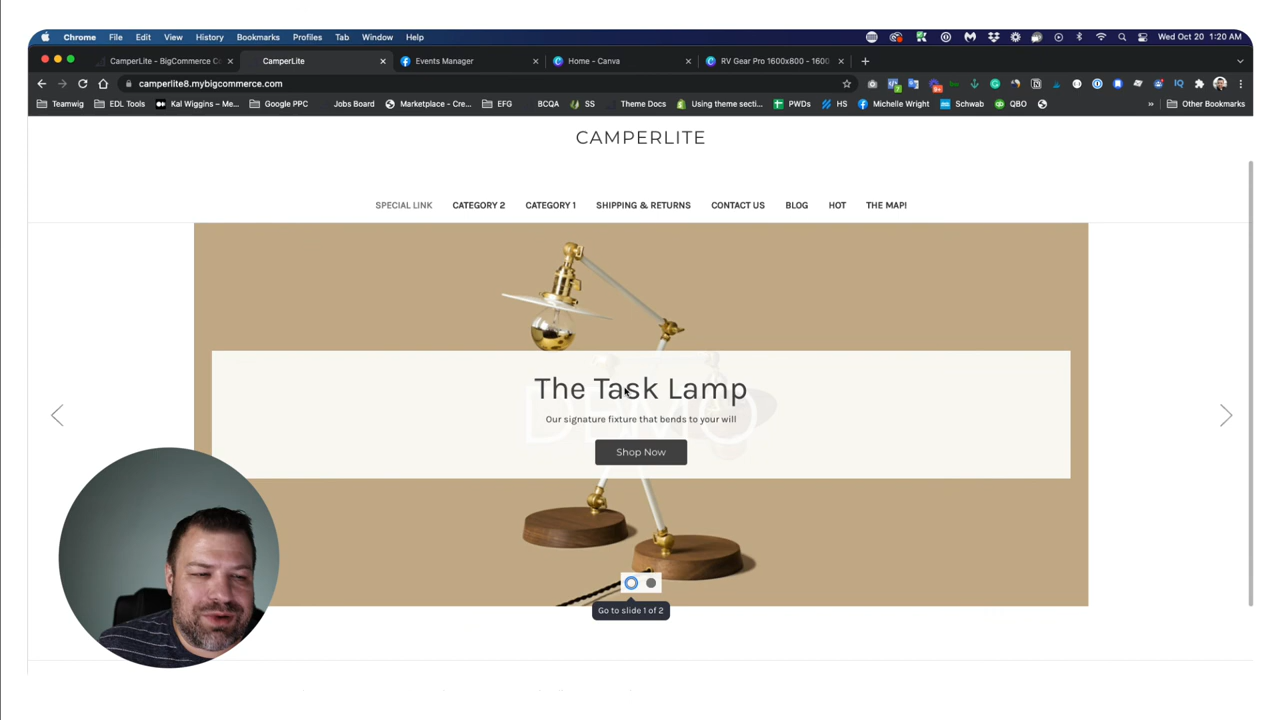 Chrome File Edit View History Bookmarks Profiles Tab Window Help Wed Oct 20 1:20 AM
CamperLite - BigCommerce C CamperLite Events Manager Home - Canva RV Gear Pro 1600x800 - 1600
camperlite8.mybigcommerce.com
Teamwig EDL Tools Kal Wiggins – Me... Google PPC Jobs Board Marketplace - Cre... EFG BCQA SS Theme Docs Using theme secti... PWDs HS Michelle Wright Schwab QBO » Other Bookmarks
CAMPERLITE
SPECIAL LINK CATEGORY 2 CATEGORY 1 SHIPPING & RETURNS CONTACT US BLOG HOT THE MAP!
The Task Lamp
DEMO
Our signature fixture that bends to your will
Shop Now
Go to slide 1 of 2